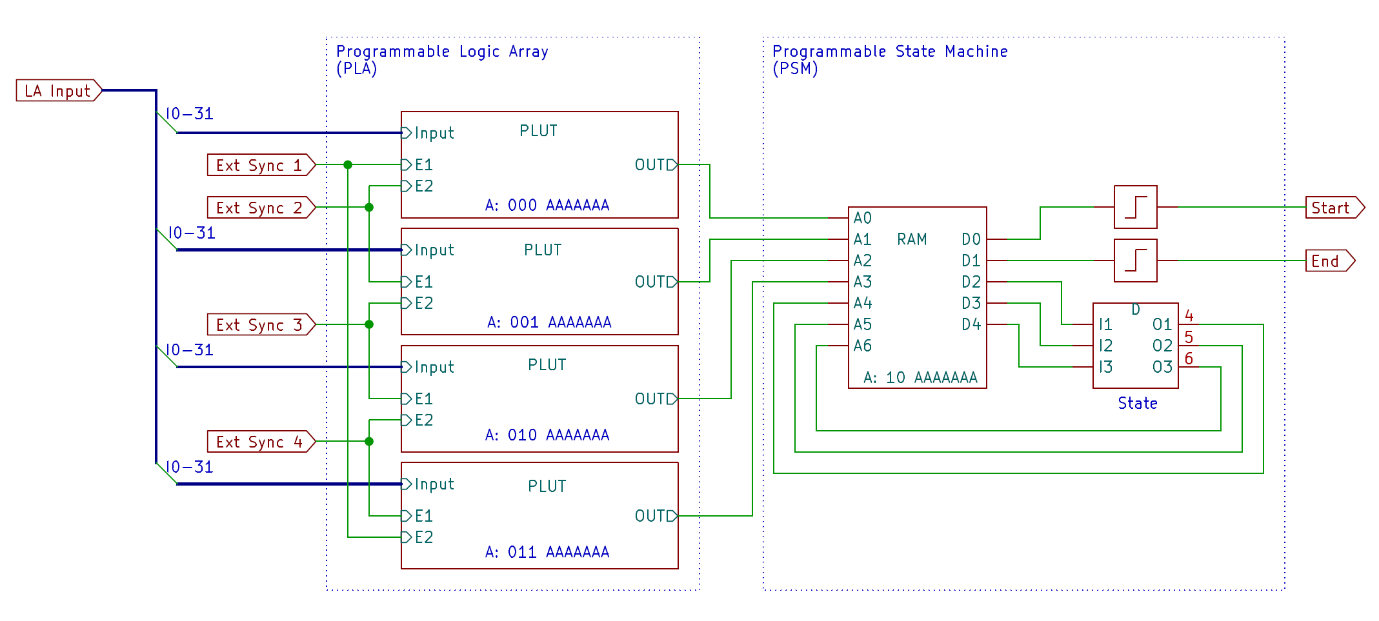 Programmable Logic Array
(PLA)
Programmable State Machine
(PSM)
LA Input
I0-31
Input
PLUT
Ext Sync 1
E1
OUT
E2
Ext Sync 2
A: 000 AAAAAAA
I0-31
Input
PLUT
E1
OUT
E2
Ext Sync 3
A: 001 AAAAAAA
I0-31
Input
PLUT
E1
OUT
E2
Ext Sync 4
A: 010 AAAAAAA
I0-31
Input
PLUT
E1
OUT
E2
A: 011 AAAAAAA
A0
A1
RAM
D0
A2
D1
A3
D2
A4
D3
A5
D4
A6
A: 10 AAAAAAA
Start
End
D
I1
O1
4
I2
O2
5
I3
O3
6
State